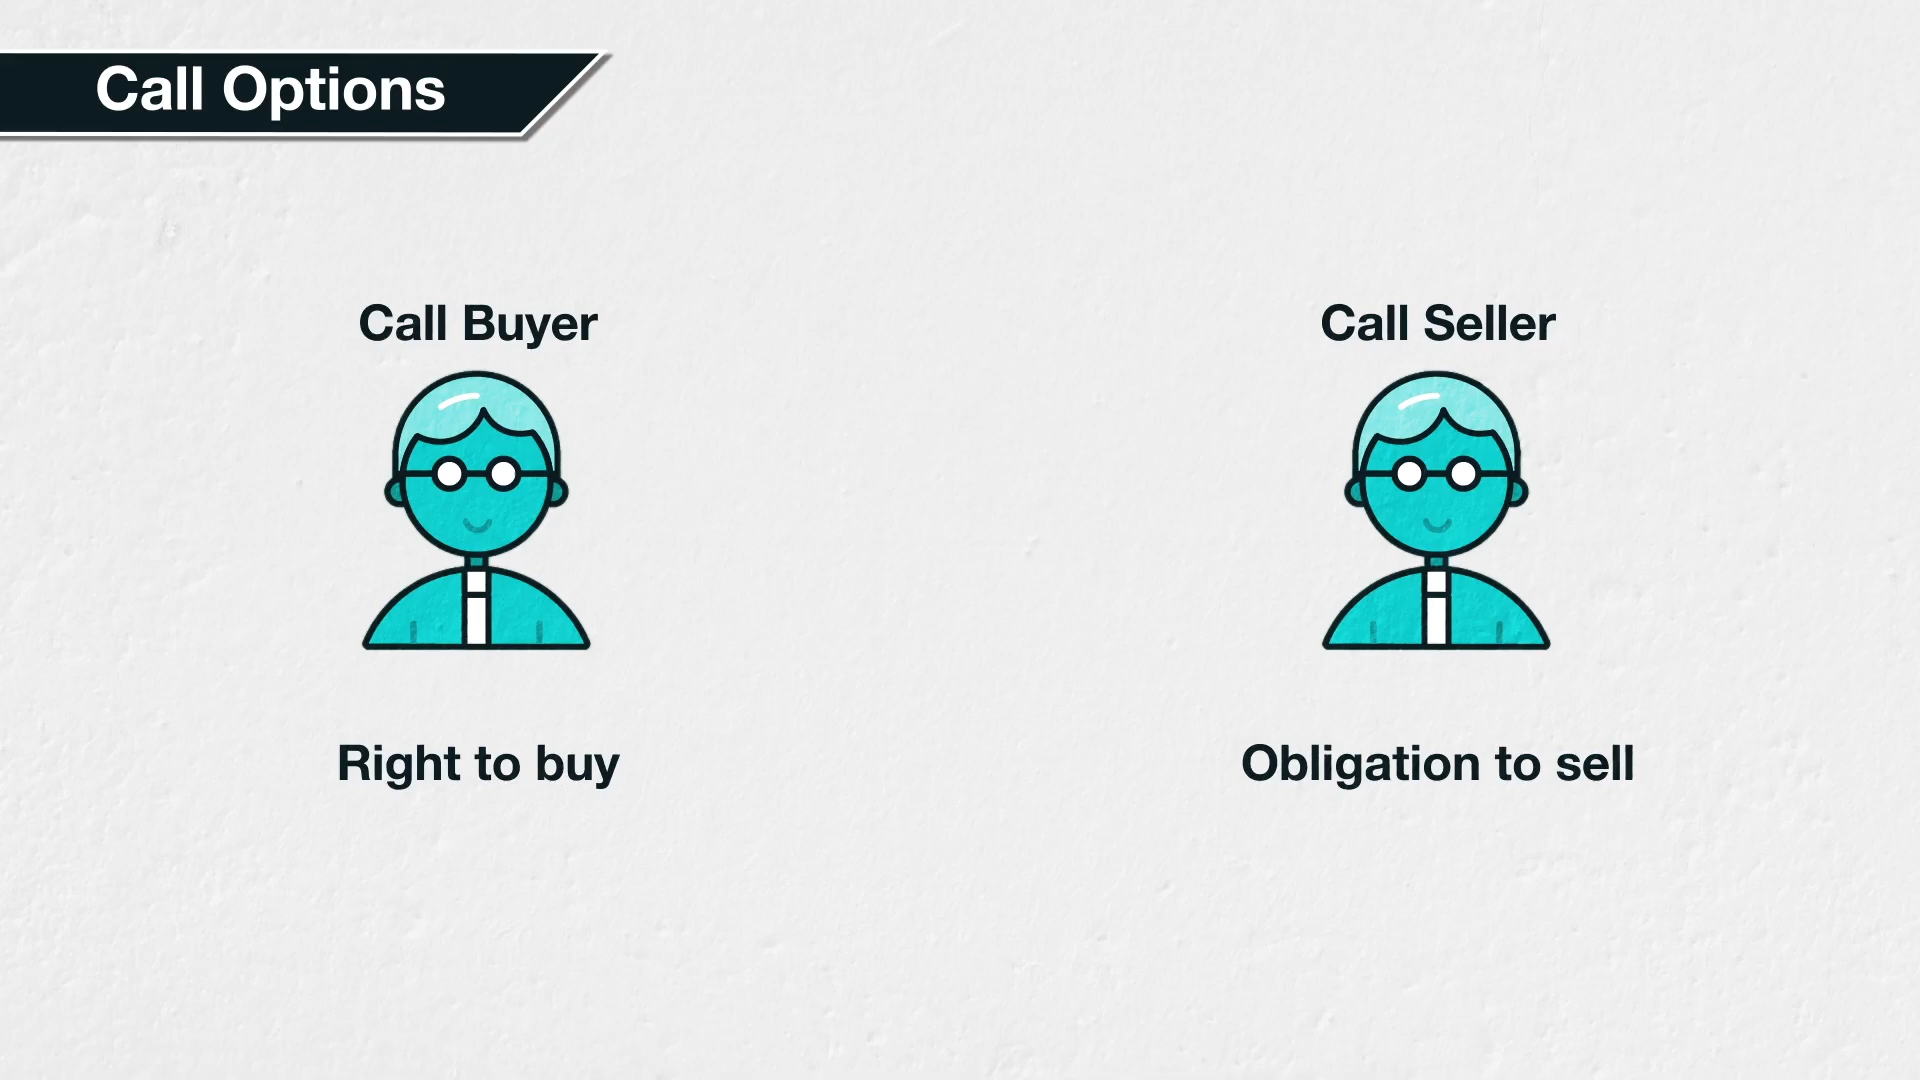 Call Options
Call Buyer
Call Seller
Right to buy
Obligation to sell